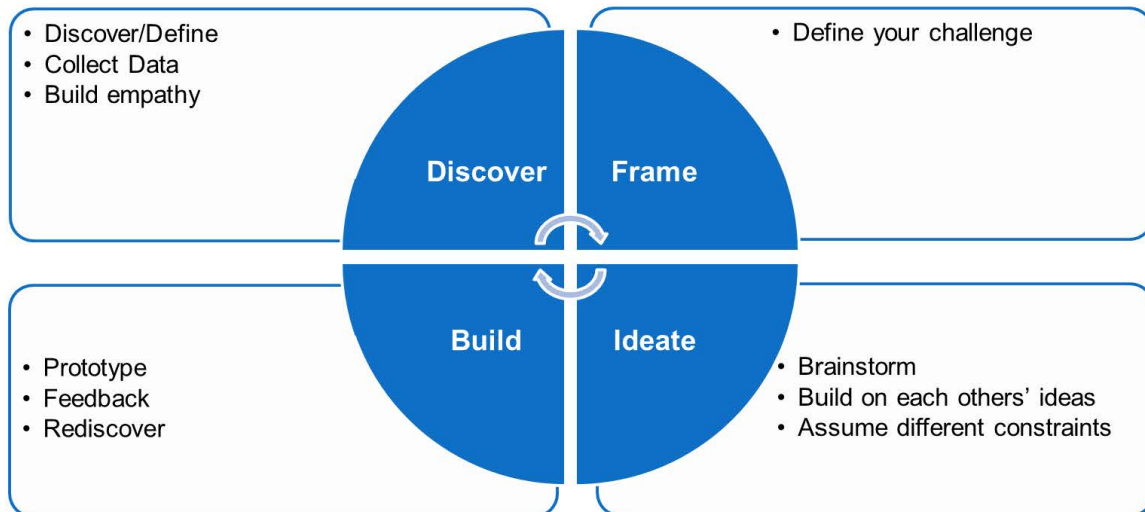 • Discover/Define
• Collect Data
• Build empathy
• Define your challenge
Discover
Frame
Build
Ideate
• Prototype
• Feedback
• Rediscover
• Brainstorm
• Build on each others’ ideas
• Assume different constraints